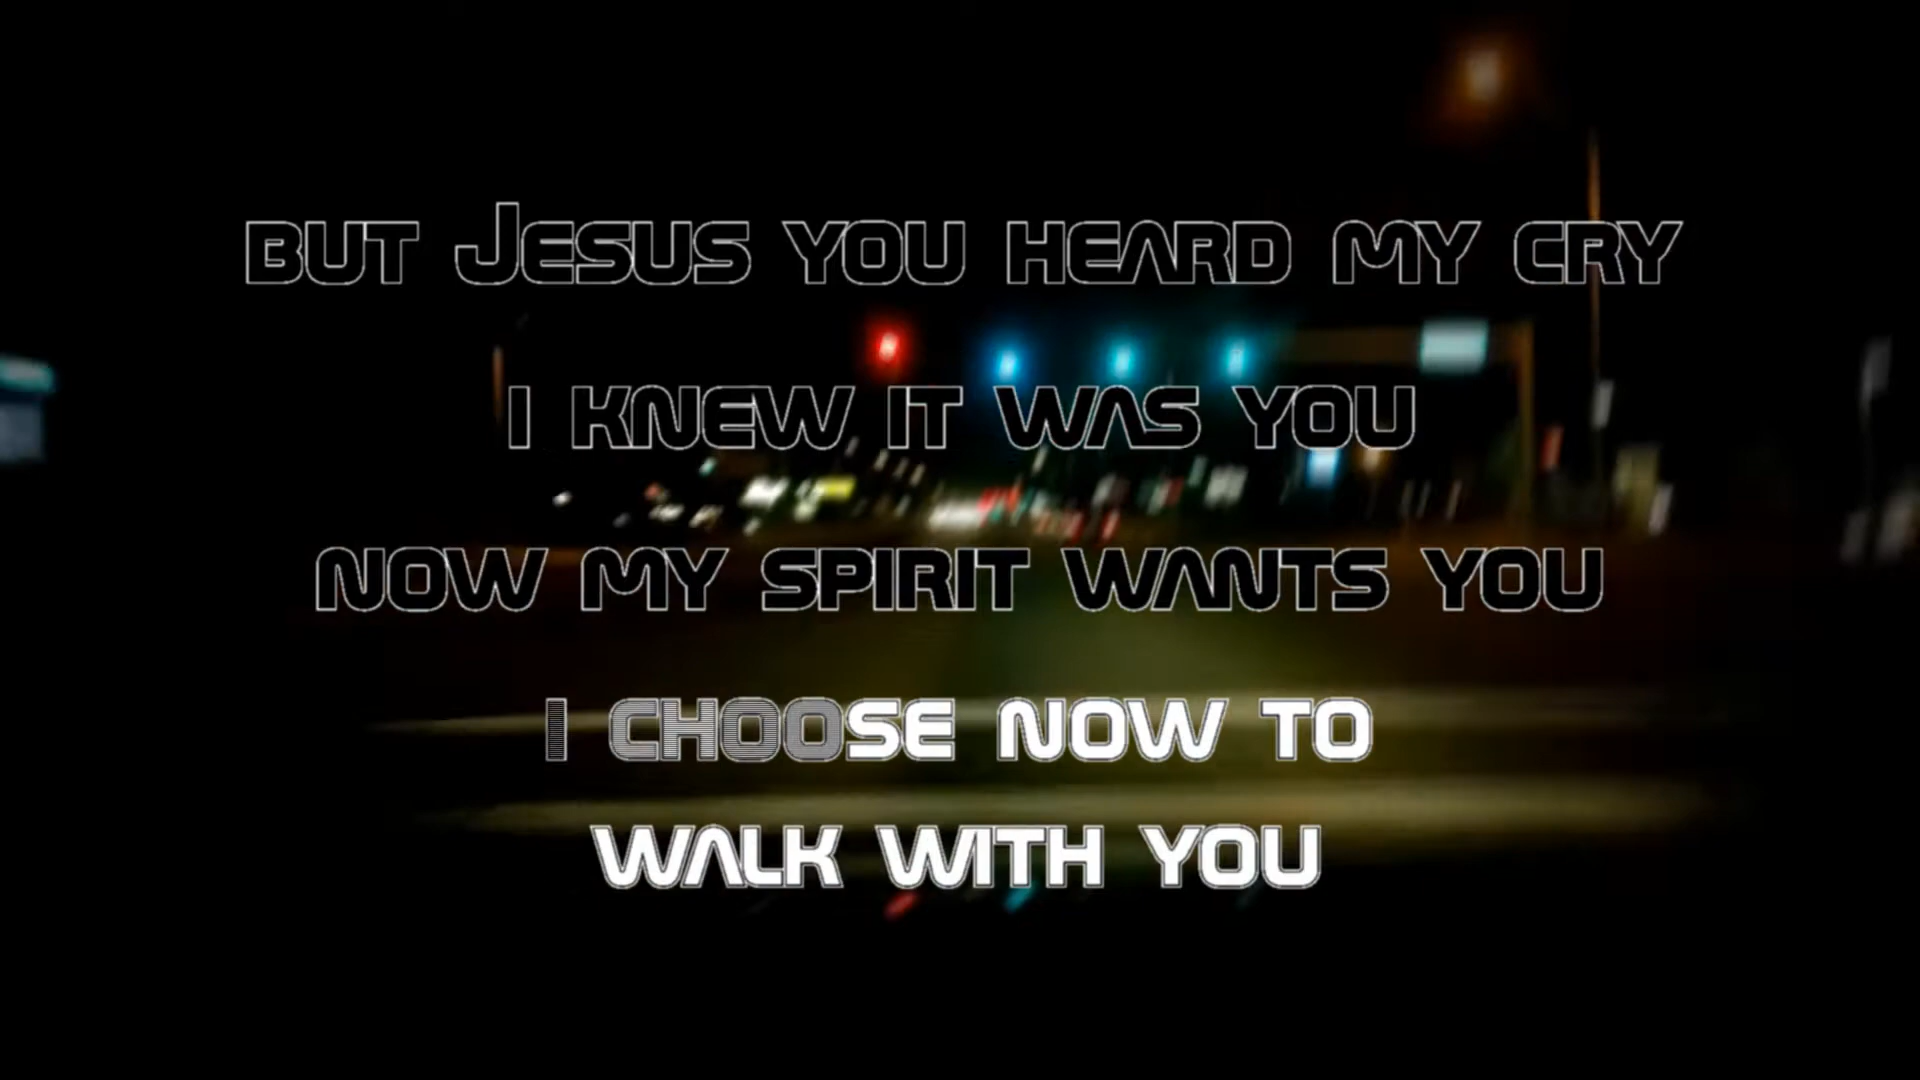 BUT JESUS YOU HEARD MY CRY
I KNEW IT WAS YOU
NOW MY SPIRIT WANTS YOU
I CHOOSE NOW TO
WALK WITH YOU